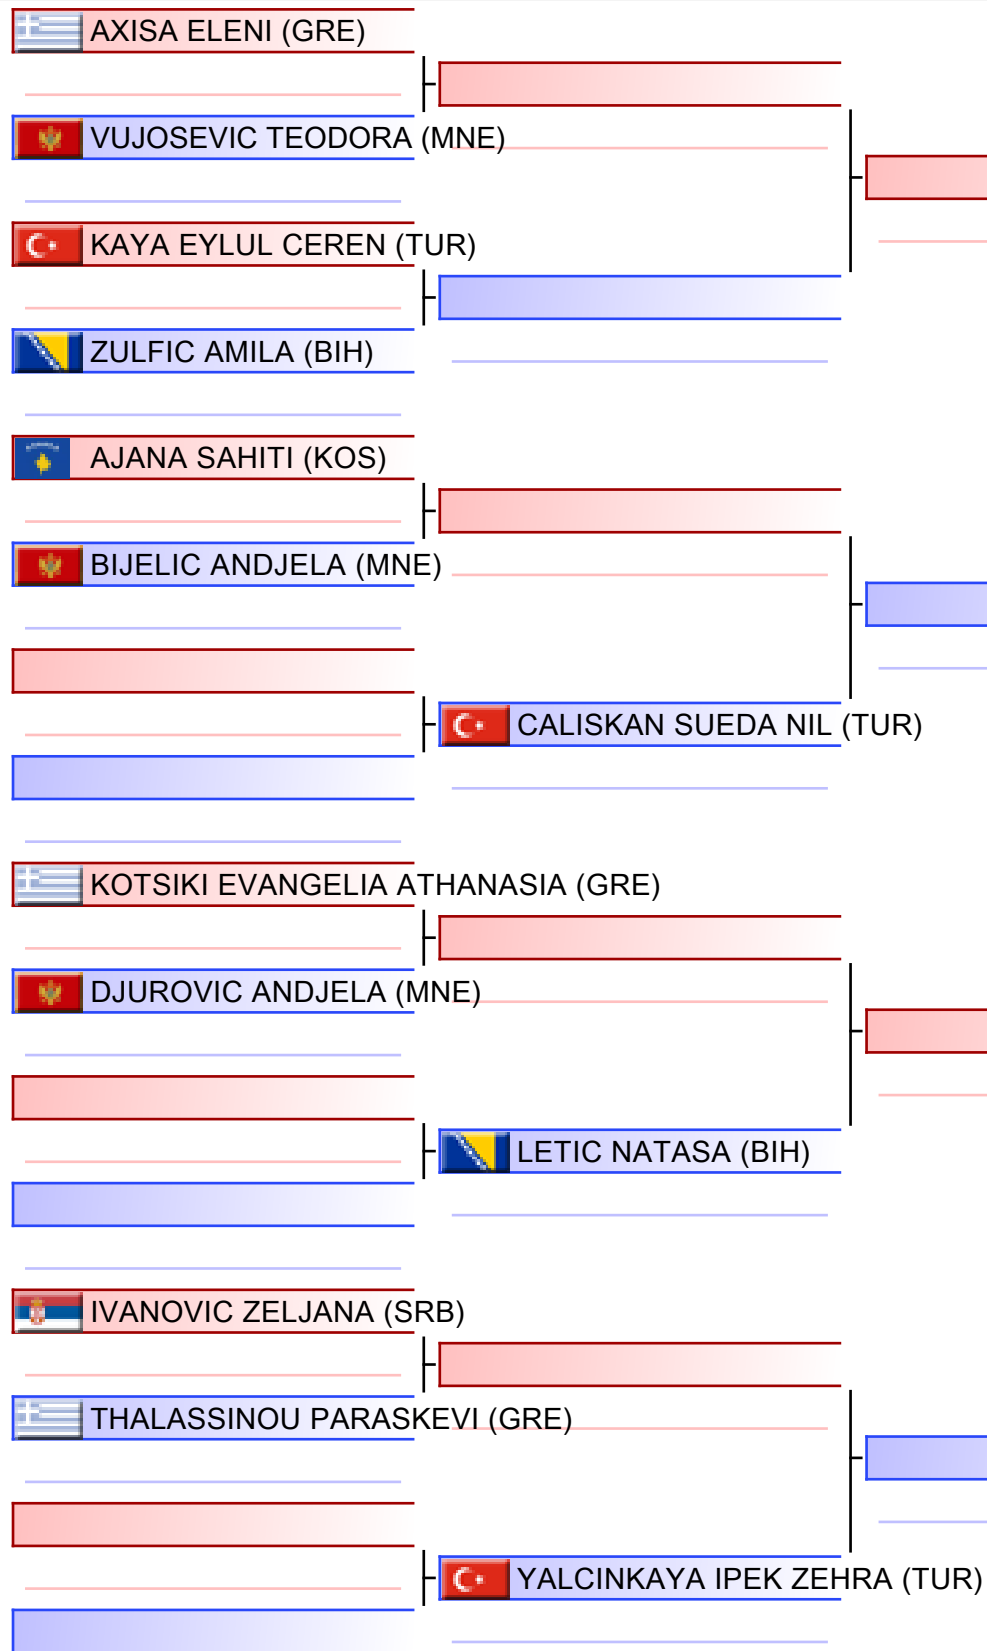 AXISA ELENI (GRE)
VUJOSEVIC TEODORA (MNE)
KAYA EYLUL CEREN (TUR)
ZULFIC AMILA (BIH)
AJANA SAHITI (KOS)
BIJELIC ANDJELA (MNE)
CALISKAN SUEDA NIL (TUR)
KOTSIKI EVANGELIA ATHANASIA (GRE)
DJUROVIC ANDJELA (MNE)
LETIC NATASA (BIH)
IVANOVIC ZELJANA (SRB)
THALASSINOU PARASKEVI (GRE)
YALCINKAYA IPEK ZEHRA (TUR)